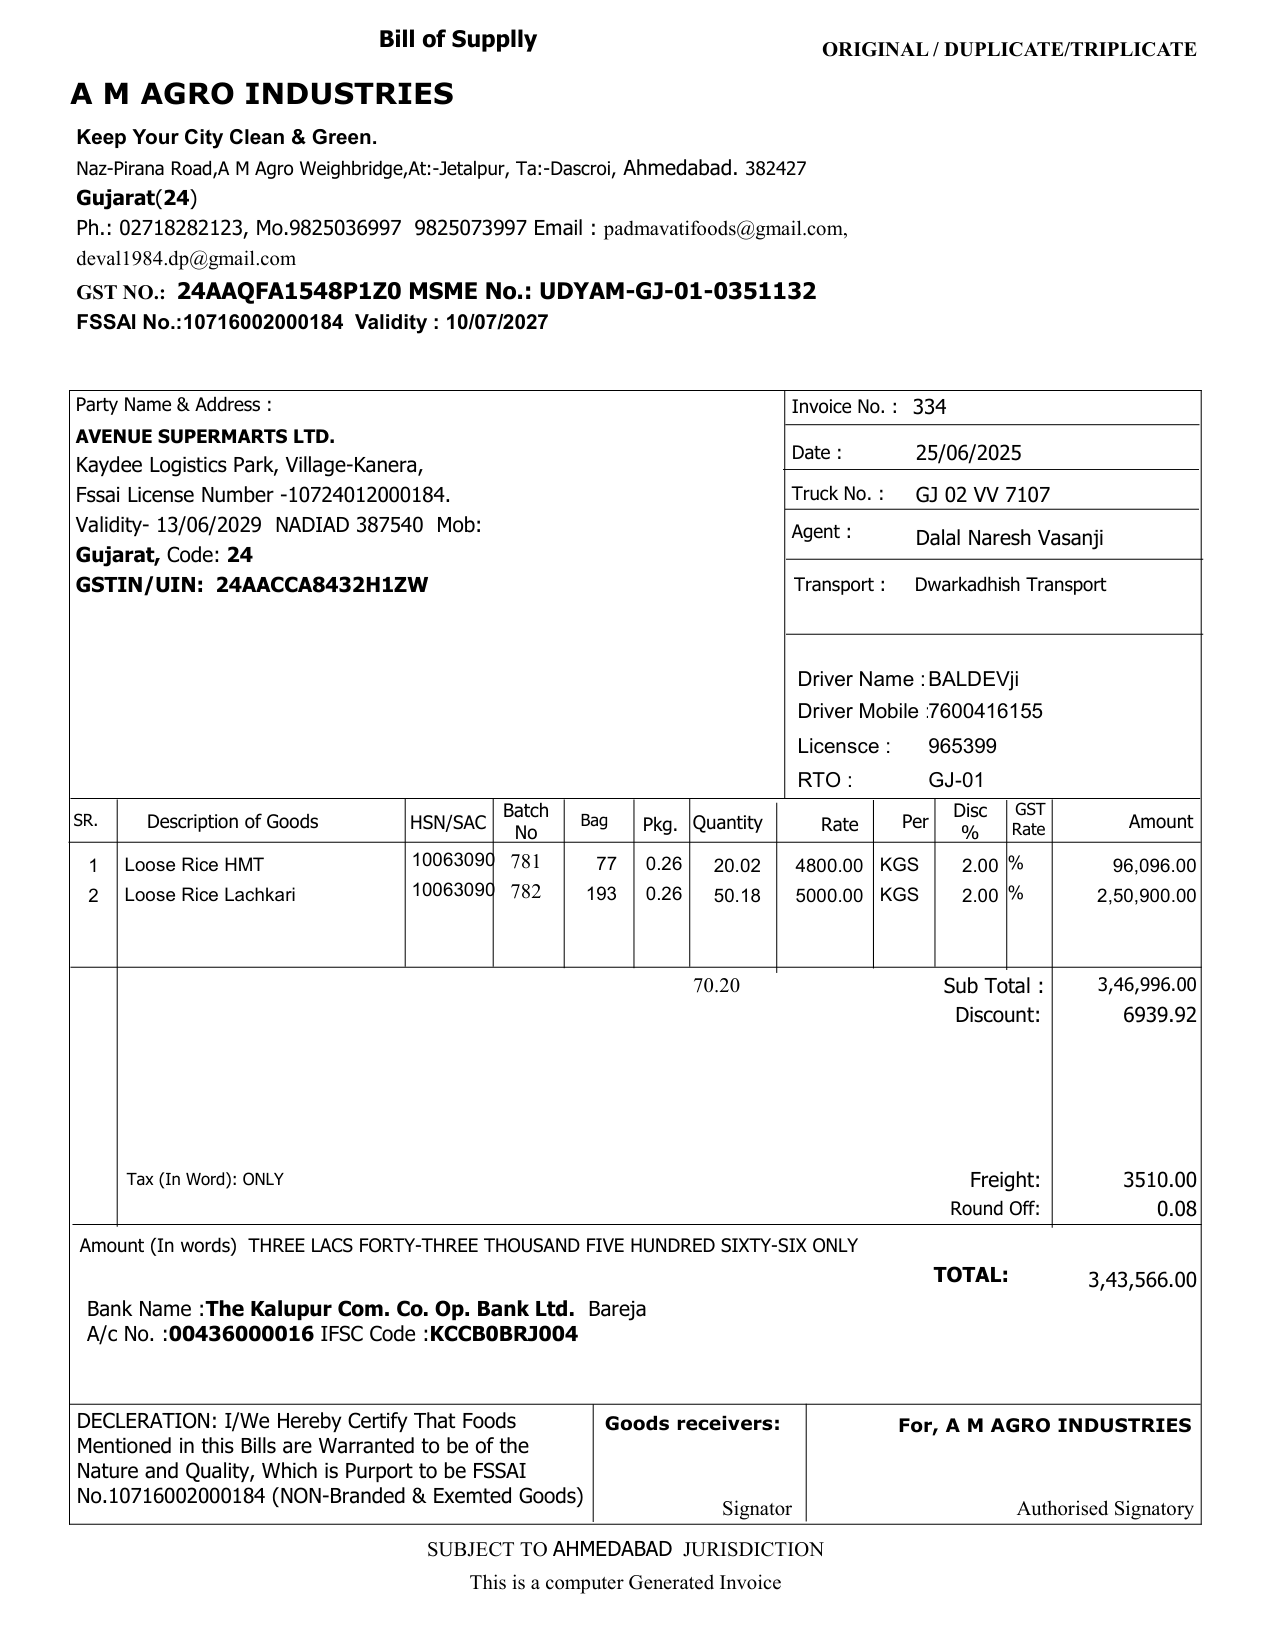 Bill of Supplly
ORIGINAL / DUPLICATE/TRIPLICATE
A M AGRO INDUSTRIES
Keep Your City Clean & Green.
Naz-Pirana Road,A M Agro Weighbridge,At:-Jetalpur, Ta:-Dascroi, Ahmedabad. 382427
Gujarat(24)
Ph.: 02718282123, Mo.9825036997 9825073997 Email : padmavatifoods@gmail.com,
deval1984.dp@gmail.com
GST NO.: 24AAQFA1548P1Z0 MSME No.: UDYAM-GJ-01-0351132
FSSAI No.:10716002000184 Validity : 10/07/2027
Party Name & Address :
AVENUE SUPERMARTS LTD.
Kaydee Logistics Park, Village-Kanera,
Fssai License Number -10724012000184.
Validity- 13/06/2029 NADIAD 387540 Mob:
Gujarat, Code: 24
GSTIN/UIN: 24AACCA8432H1ZW
Invoice No. : 334
Date : 25/06/2025
Truck No. : GJ 02 VV 7107
Agent : Dalal Naresh Vasanji
Transport : Dwarkadhish Transport
Driver Name : BALDEVji
Driver Mobile :7600416155
Licensce : 965399
RTO : GJ-01
SR. Description of Goods HSN/SAC Batch No Bag Pkg. Quantity Rate Per Disc % GST Rate Amount
1 Loose Rice HMT 10063090 781 77 0.26 20.02 4800.00 KGS 2.00 % 96,096.00
2 Loose Rice Lachkari 10063090 782 193 0.26 50.18 5000.00 KGS 2.00 % 2,50,900.00
70.20 Sub Total : 3,46,996.00
Discount: 6939.92
Tax (In Word): ONLY Freight: 3510.00
Round Off: 0.08
Amount (In words) THREE LACS FORTY-THREE THOUSAND FIVE HUNDRED SIXTY-SIX ONLY
TOTAL: 3,43,566.00
Bank Name :The Kalupur Com. Co. Op. Bank Ltd. Bareja
A/c No. :00436000016 IFSC Code :KCCB0BRJ004
DECLERATION: I/We Hereby Certify That Foods
Mentioned in this Bills are Warranted to be of the
Nature and Quality, Which is Purport to be FSSAI
No.10716002000184 (NON-Branded & Exemted Goods)
Goods receivers:
Signator
For, A M AGRO INDUSTRIES
Authorised Signatory
SUBJECT TO AHMEDABAD JURISDICTION
This is a computer Generated Invoice